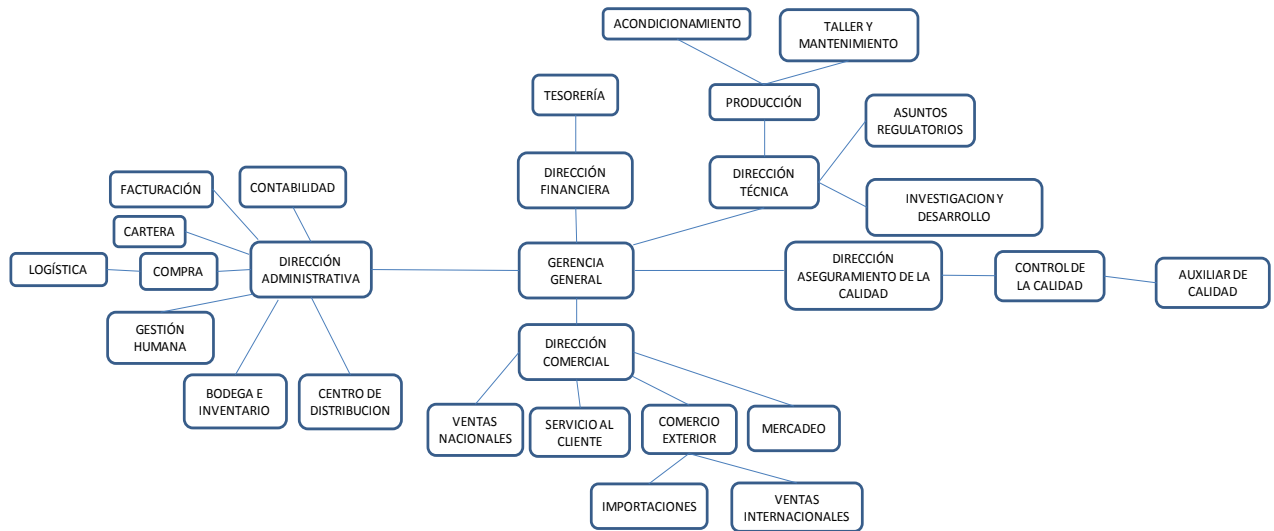 ACONDICIONAMIENTO
TALLER Y
MANTENIMIENTO
TESORERÍA
PRODUCCIÓN
ASUNTOS
REGULATORIOS
FACTURACIÓN
CONTABILIDAD
DIRECCIÓN
FINANCIERA
DIRECCIÓN
TÉCNICA
INVESTIGACION Y
DESARROLLO
CARTERA
LOGÍSTICA
COMPRA
DIRECCIÓN
ADMINISTRATIVA
GERENCIA
GENERAL
DIRECCIÓN
ASEGURAMIENTO DE LA
CALIDAD
CONTROL DE
LA CALIDAD
AUXILIAR DE
CALIDAD
GESTIÓN
HUMANA
DIRECCIÓN
COMERCIAL
BODEGA E
INVENTARIO
CENTRO DE
DISTRIBUCION
VENTAS
NACIONALES
SERVICIO AL
CLIENTE
COMERCIO
EXTERIOR
MERCADEO
IMPORTACIONES
VENTAS
INTERNACIONALES